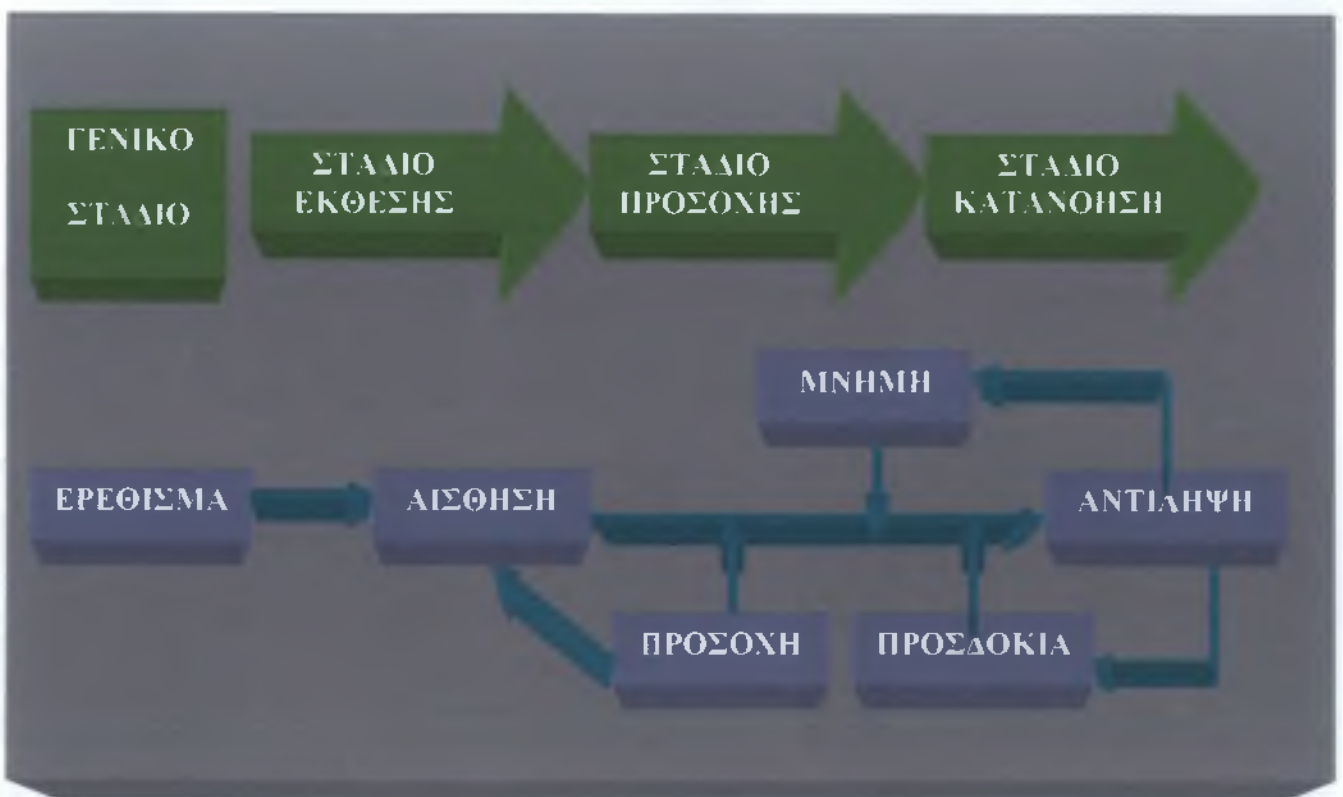 ΓΕΝΙΚΟ
ΣΤΑΔΙΟ
ΣΤΑΔΙΟ
ΕΚΘΕΣΗΣ
ΣΤΑΔΙΟ
ΠΡΟΣΟΧΗΣ
ΣΤΑΔΙΟ
ΚΑΤΑΝΟΗΣΗ
ΜΝΗΜΗ
ΕΡΕΘΙΣΜΑ
ΑΙΣΘΗΣΗ
ΑΝΤΙΛΗΨΗ
ΠΡΟΣΟΧΗ
ΠΡΟΣΔΟΚΙΑ